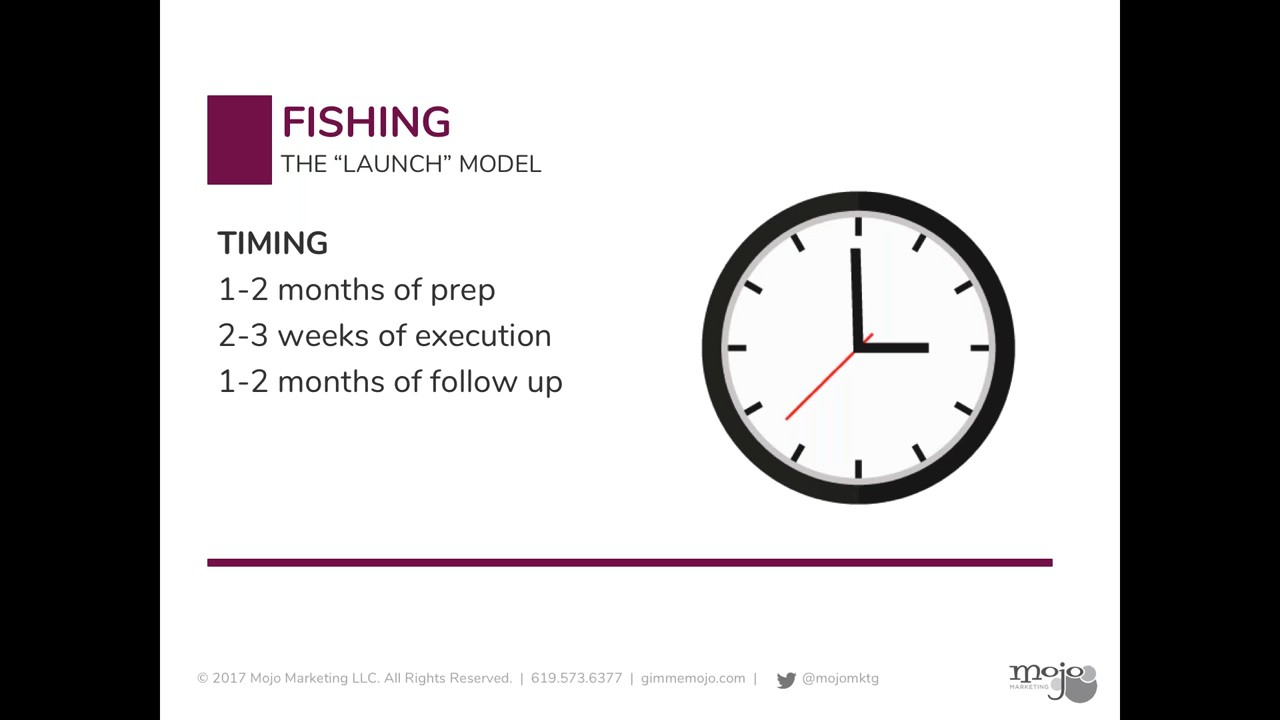 FISHING
THE “LAUNCH” MODEL
TIMING
1-2 months of prep
2-3 weeks of execution
1-2 months of follow up
© 2017 Mojo Marketing LLC. All Rights Reserved. | 619.573.6377 | gimmemojo.com | @mojomktg
mojo
MARKETING